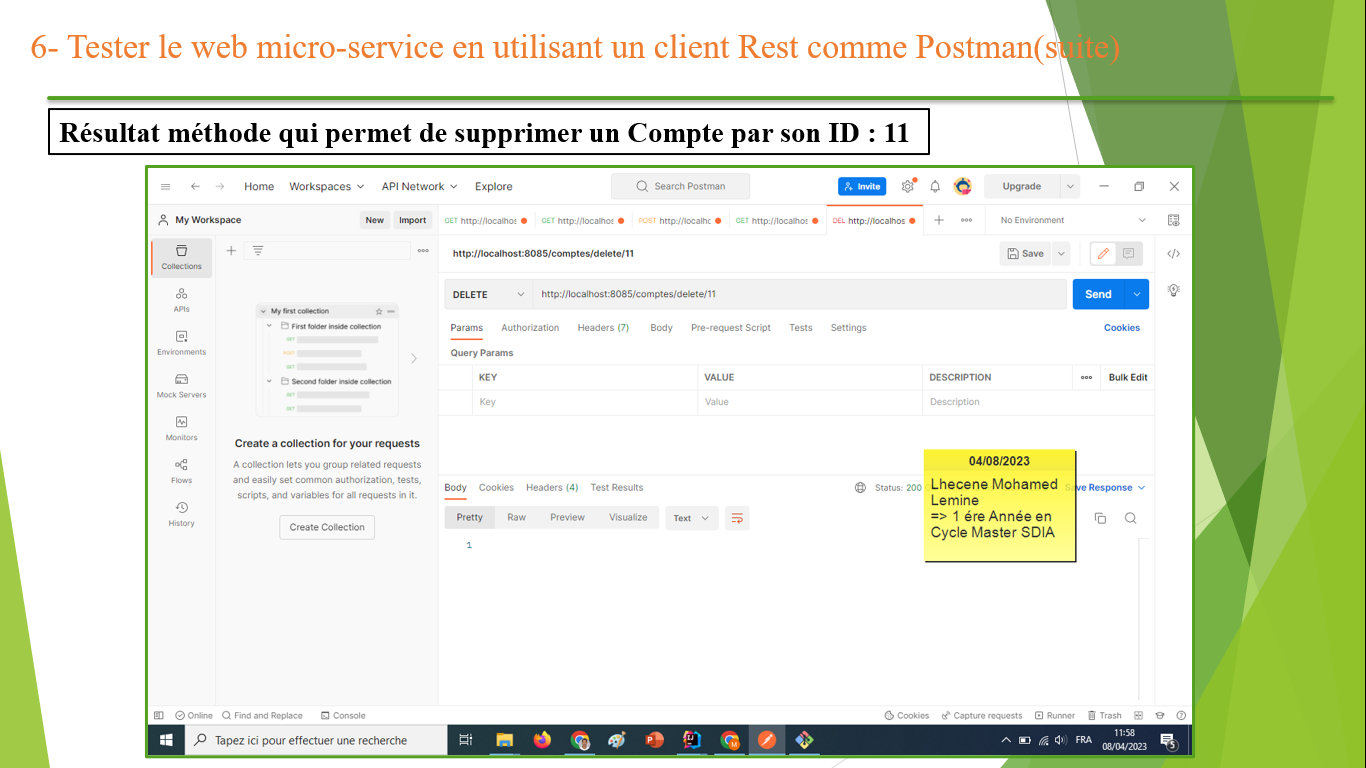 6- Tester le web micro-service en utilisant un client Rest comme Postman(suite)
Résultat méthode qui permet de supprimer un Compte par son ID : 11
Home Workspaces API Network Explore
Search Postman
Invite
Upgrade
My Workspace
New Import
GET http://localhos
GET http://localhos
POST http://localhc
GET http://localhos
DEL http://localhos
No Environment
Collections
APIs
Environments
Mock Servers
Monitors
Flows
History
My first collection
First folder inside collection
GET
POST
GET
Second folder inside collection
GET
GET
Create a collection for your requests
A collection lets you group related requests
and easily set common authorization, tests,
scripts, and variables for all requests in it.
Create Collection
http://localhost:8085/comptes/delete/11
Save
DELETE http://localhost:8085/comptes/delete/11
Send
Params Authorization Headers (7) Body Pre-request Script Tests Settings
Cookies
Query Params
KEY VALUE DESCRIPTION
Bulk Edit
Key Value Description
Body Cookies Headers (4) Test Results
Status: 200
ve Response
Pretty Raw Preview Visualize
Text
1
04/08/2023
Lhecene Mohamed
Lemine
=> 1 ére Année en
Cycle Master SDIA
Online Find and Replace Console
Cookies Capture requests Runner Trash
Tapez ici pour effectuer une recherche
FRA
11:58
08/04/2023
5